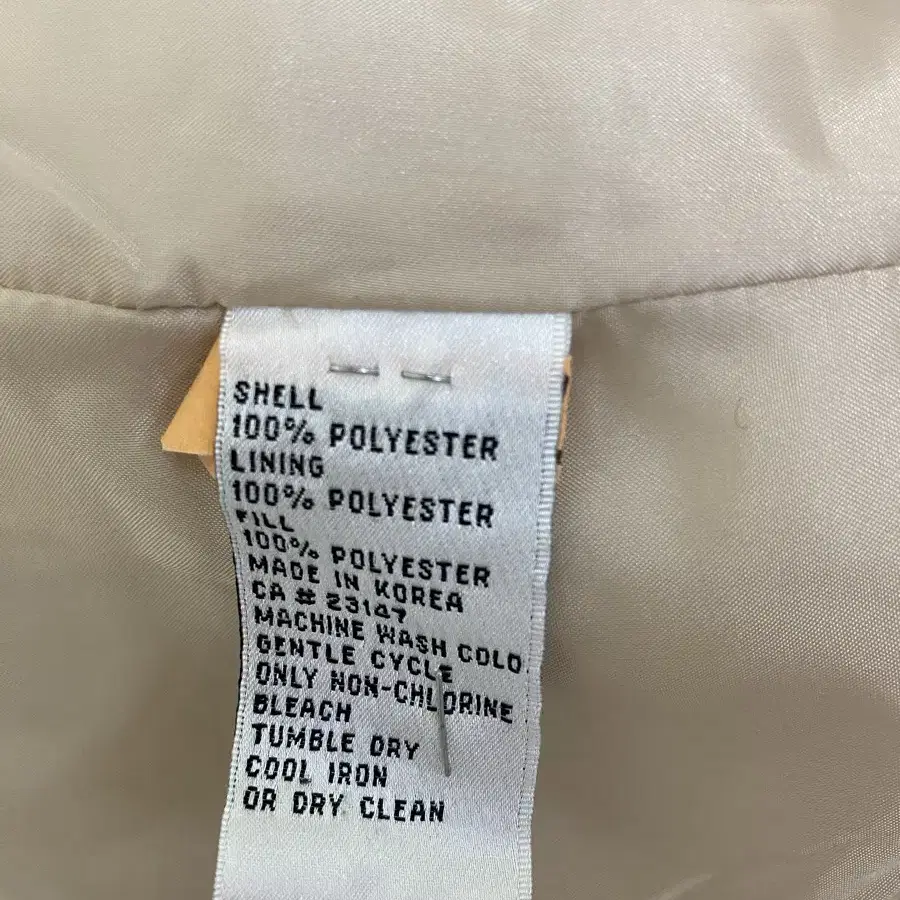 SHELL
100% POLYESTER
LINING
100% POLYESTER
FILL
100% POLYESTER
MADE IN KOREA
CA # 23147
MACHINE WASH COLD
GENTLE CYCLE
ONLY NON-CHLORINE
BLEACH
TUMBLE DRY
COOL IRON
OR DRY CLEAN